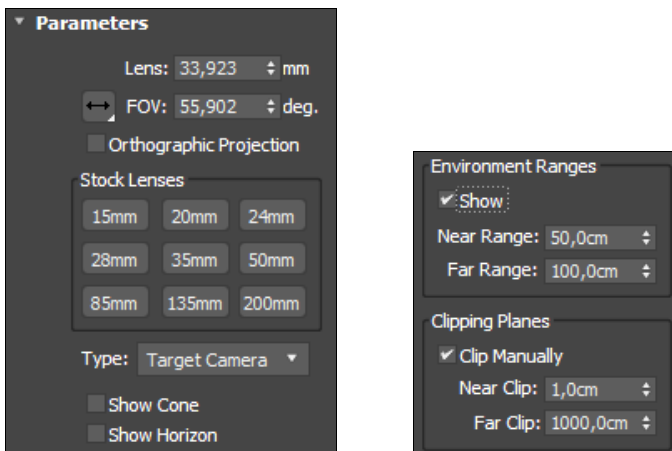 Parameters
Lens: 33,923 mm
FOV: 55,902 deg.
Orthographic Projection
Stock Lenses
15mm 20mm 24mm
28mm 35mm 50mm
85mm 135mm 200mm
Type: Target Camera
Show Cone
Show Horizon
Environment Ranges
Show
Near Range: 50,0cm
Far Range: 100,0cm
Clipping Planes
Clip Manually
Near Clip: 1,0cm
Far Clip: 1000,0cm